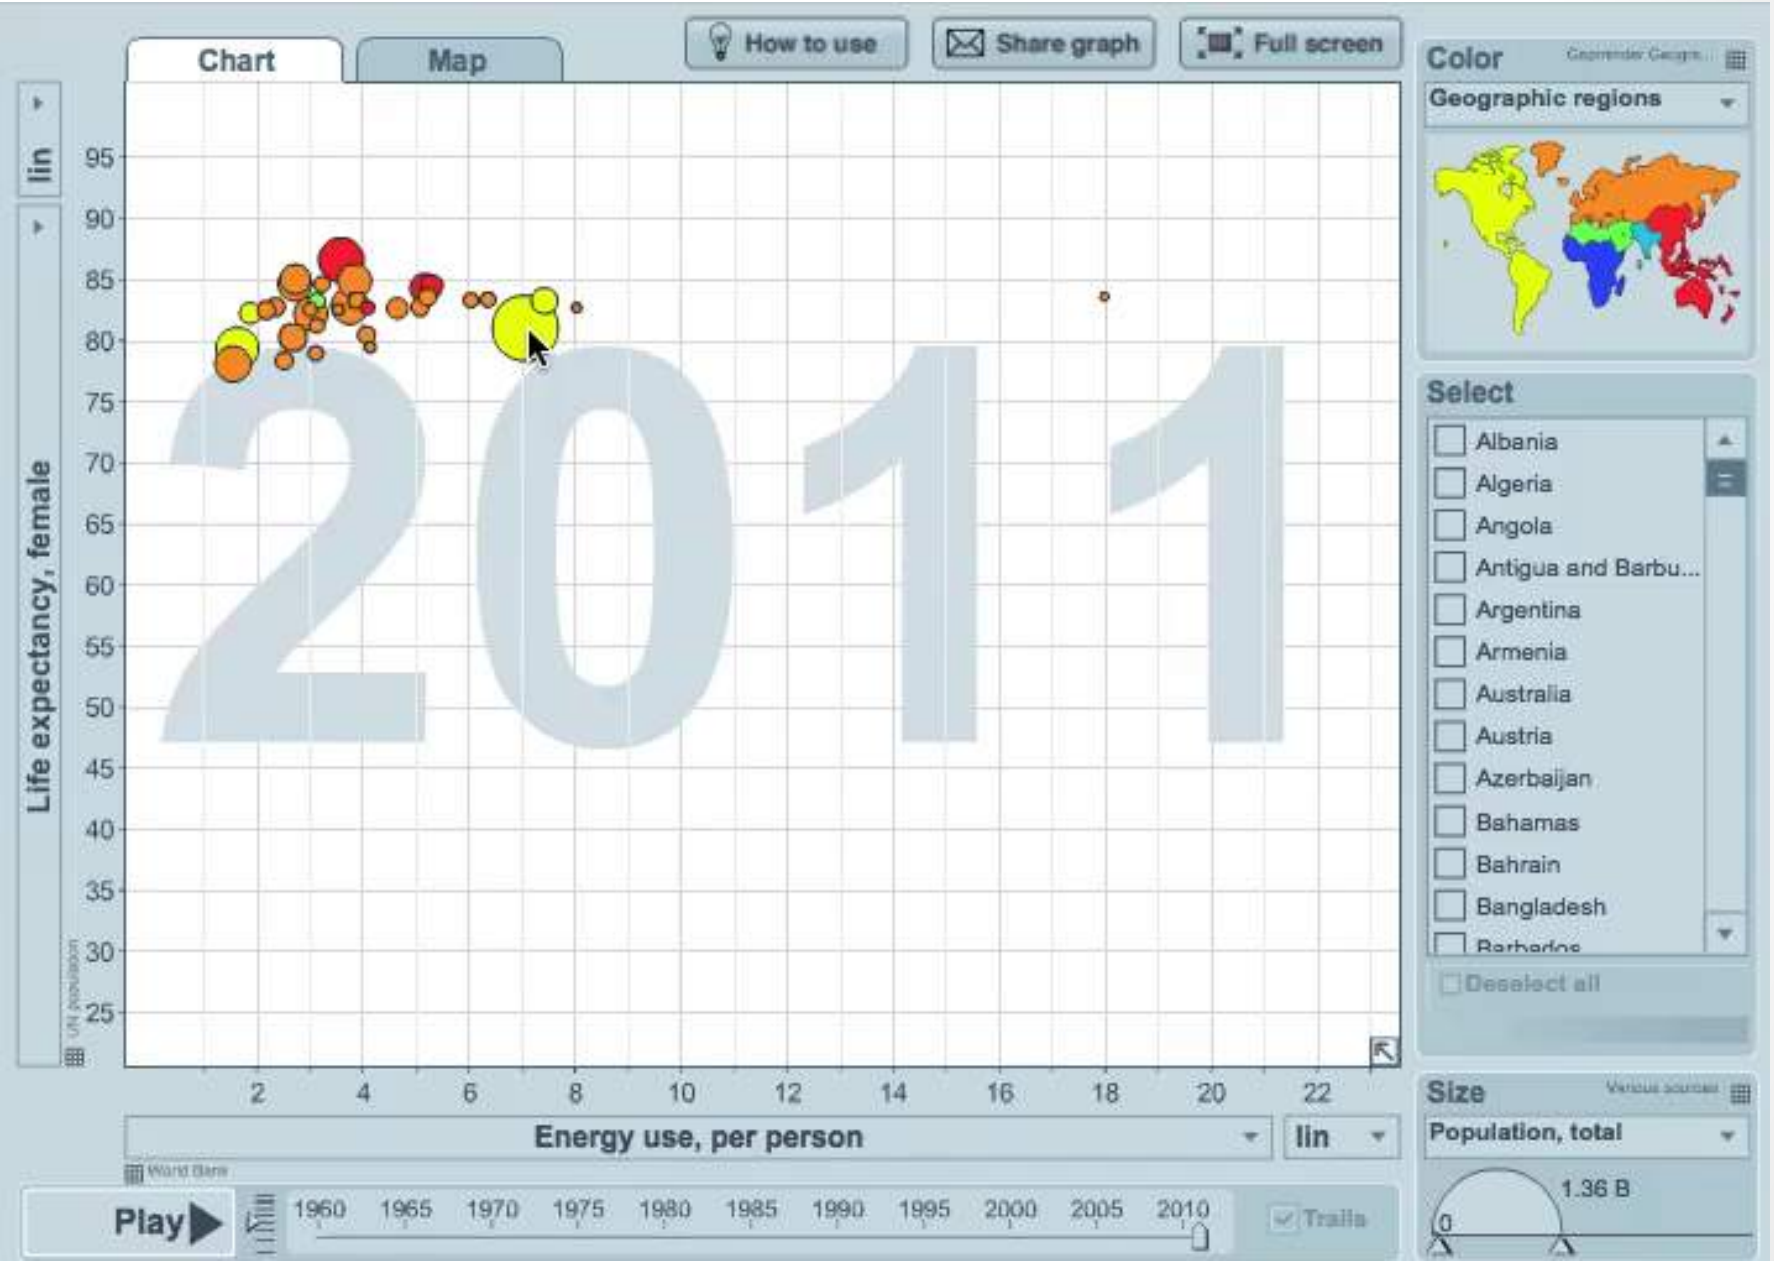 Chart
Map
How to use
Share graph
Full screen
lin
Life expectancy, female
95
90
85
80
75
70
65
60
55
50
45
40
35
30
25
2011
2 4 6 8 10 12 14 16 18 20 22
Energy use, per person
lin
World Bank
Play
1960 1965 1970 1975 1980 1985 1990 1995 2000 2005 2010
Trails
Color
Geographic regions
Select
Albania
Algeria
Angola
Antigua and Barbu...
Argentina
Armenia
Australia
Austria
Azerbaijan
Bahamas
Bahrain
Bangladesh
Barbados
Deselect all
Size
Various sources
Population, total
1.36 B
0